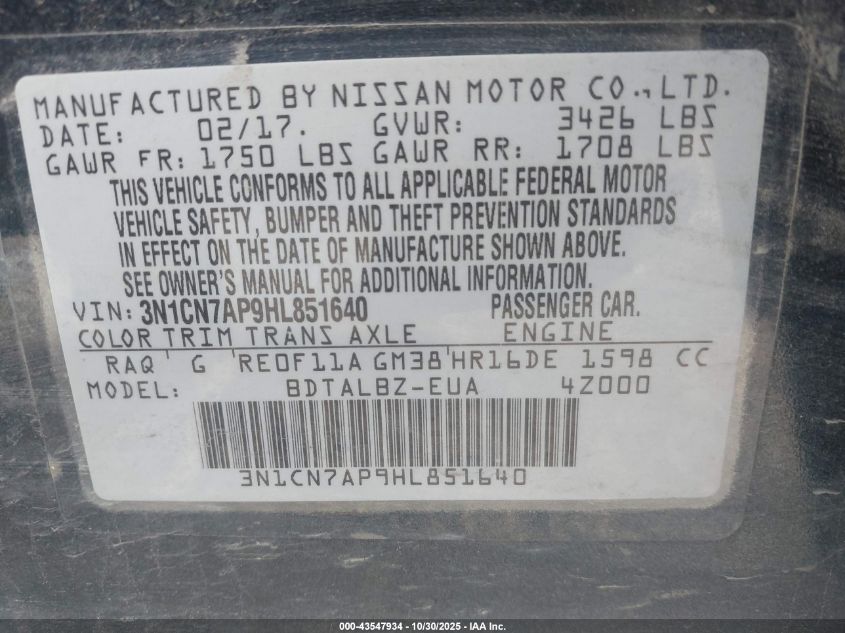 MANUFACTURED BY NISSAN MOTOR CO., LTD.
DATE: 02/17. GVWR: 3426 LBS
GAWR FR: 1750 LBS GAWR RR: 1708 LBS
THIS VEHICLE CONFORMS TO ALL APPLICABLE FEDERAL MOTOR
VEHICLE SAFETY, BUMPER AND THEFT PREVENTION STANDARDS
IN EFFECT ON THE DATE OF MANUFACTURE SHOWN ABOVE.
SEE OWNER'S MANUAL FOR ADDITIONAL INFORMATION.
VIN: 3N1CN7AP9HL851640 PASSENGER CAR.
COLOR TRIM TRANS AXLE ENGINE
RAQ G RE0F11A GM38 HR16DE 1598 CC
MODEL: BDTALBZ-EUA 4Z000
3N1CN7AP9HL851640
000-43547934 - 10/30/2025 - IAA Inc.